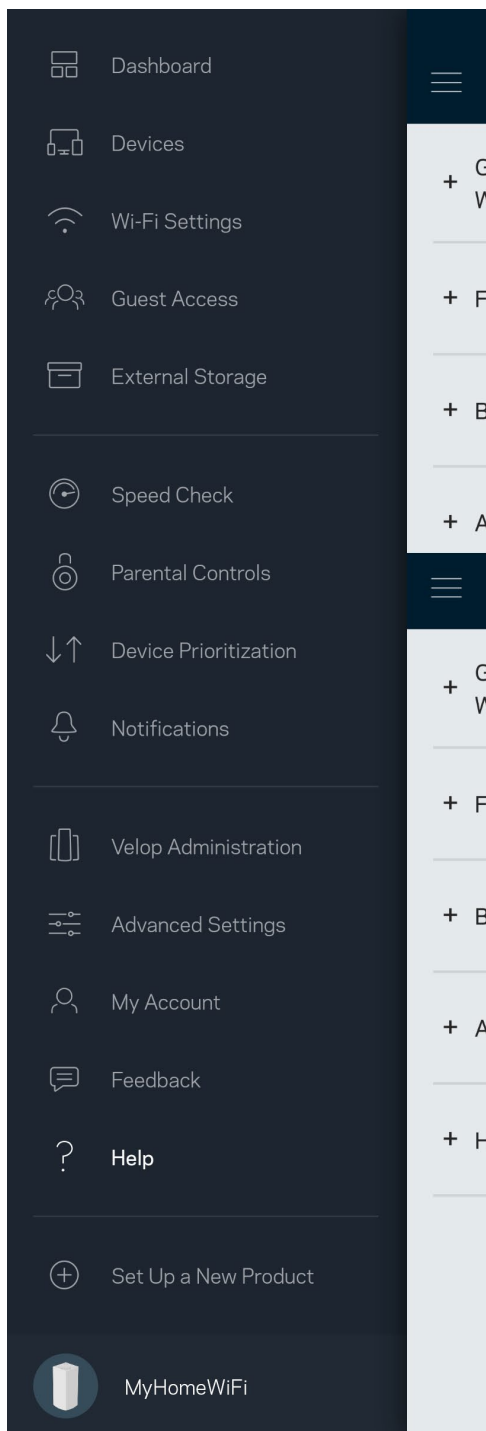 Dashboard
Devices
Wi-Fi Settings
Guest Access
External Storage
Speed Check
Parental Controls
Device Prioritization
Notifications
Velop Administration
Advanced Settings
My Account
Feedback
Help
Set Up a New Product
MyHomeWiFi
+ G
W
+ F
+ B
+ A
+ G
W
+ F
+ B
+ A
+ H